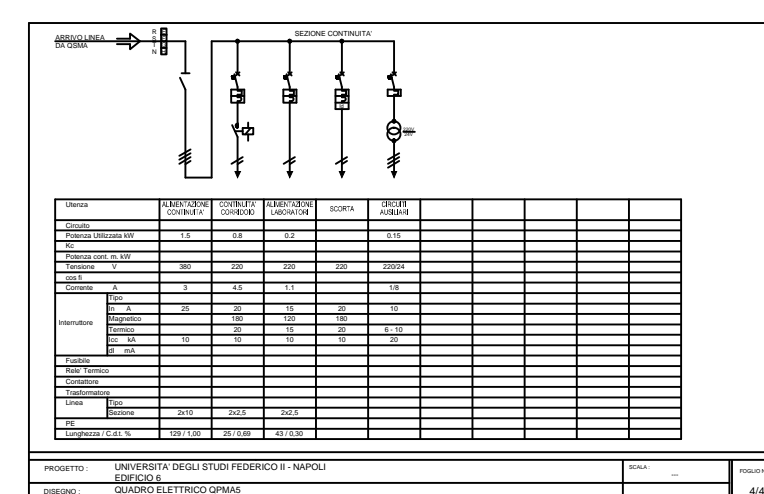 SEZIONE CONTINUITA'
ARRIVO LINEA
DA QSMA
R
S
T
N
220V
24V
Utenza ALIMENTAZIONE CONTINUITA' CONTINUITA' CORRIDOIO ALIMENTAZIONE LABORATORI SCORTA CIRCUITI AUSILIARI
Circuito
Potenza Utilizzata kW 1.5 0.8 0.2 0.15
Kc
Potenza cont. m. kW
Tensione V 380 220 220 220 220/24
cos fi
Corrente A 3 4.5 1.1 1/8
Interruttore
Tipo
In A 25 20 15 20 10
Magnetico 180 120 180
Termico 20 15 20 6 - 10
Icc kA 10 10 10 10 20
dI mA
Fusibile
Rele' Termico
Contattore
Trasformatore
Linea Tipo
Sezione 2x10 2x2,5 2x2,5
PE
Lunghezza / C.d.t. % 129 / 1,00 25 / 0,69 43 / 0,30
PROGETTO : UNIVERSITA' DEGLI STUDI FEDERICO II - NAPOLI
EDIFICIO 6
SCALA :
---
FOGLIO N
DISEGNO : QUADRO ELETTRICO QPMA5
4/4